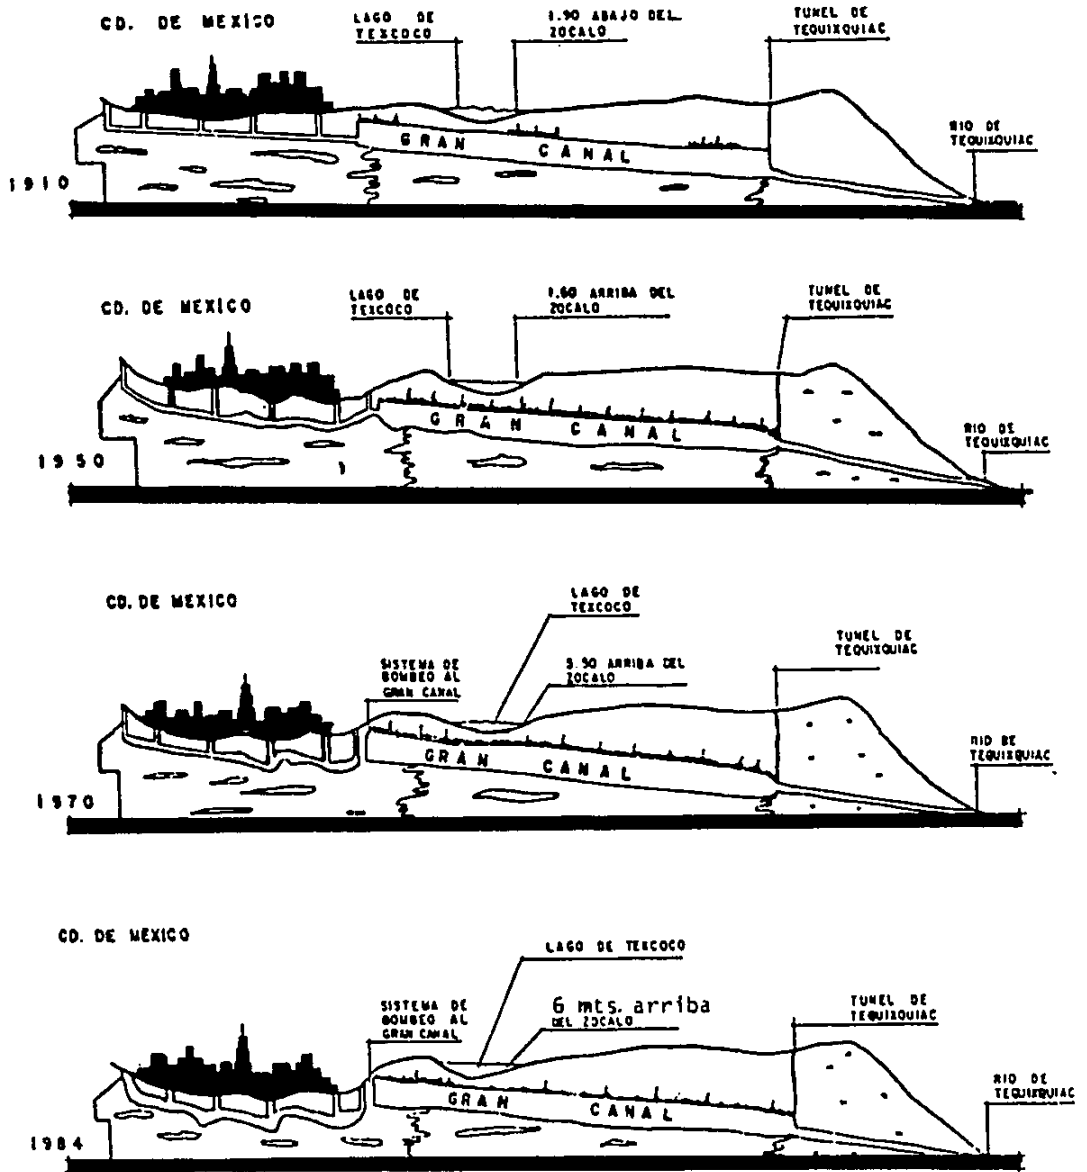 CD. DE MEXICO
LAGO DE
TEXCOCO
1.90 ABAJO DEL
ZOCALO
TUNEL DE
TEQUIXQUIAC
GRAN CANAL
RIO DE
TEQUIXQUIAC
1910
CD. DE MEXICO
LAGO DE
TEXCOCO
1.60 ARRIBA DEL
ZOCALO
TUNEL DE
TEQUIXQUIAC
GRAN CANAL
RIO DE
TEQUIXQUIAC
1950
CD. DE MEXICO
LAGO DE
TEXCOCO
SISTEMA DE
BOMBEO AL
GRAN CANAL
5.50 ARRIBA DEL
ZOCALO
TUNEL DE
TEQUIXQUIAC
GRAN CANAL
RIO DE
TEQUIXQUIAC
1970
CD. DE MEXICO
LAGO DE TEXCOCO
SISTEMA DE
BOMBEO AL
GRAN CANAL
6 mts. arriba
DEL ZOCALO
TUNEL DE
TEQUIXQUIAC
GRAN CANAL
RIO DE
TEQUIXQUIAC
1984